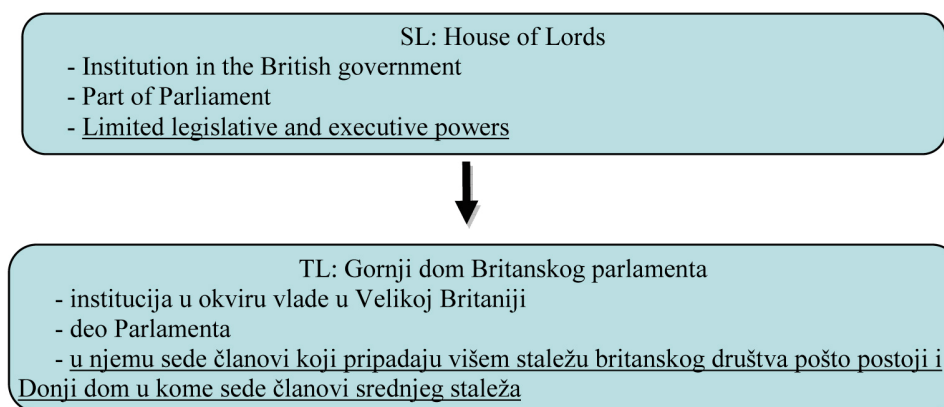 SL: House of Lords
- Institution in the British government
- Part of Parliament
- Limited legislative and executive powers
TL: Gornji dom Britanskog parlamenta
- institucija u okviru vlade u Velikoj Britaniji
- deo Parlamenta
- u njemu sede članovi koji pripadaju višem staležu britanskog društva pošto postoji i
Donji dom u kome sede članovi srednjeg staleža